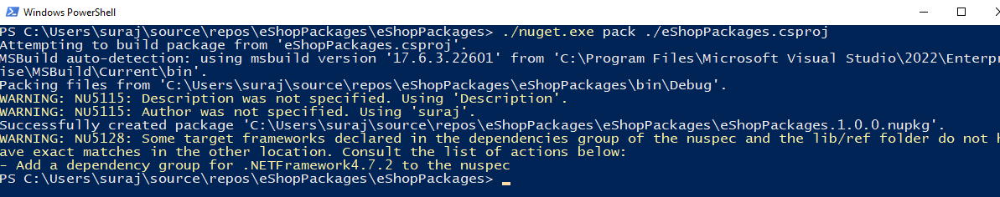 Windows PowerShell
PS C:\Users\suraj\source\repos\eShopPackages\eShopPackages> ./nuget.exe pack ./eShopPackages.csproj
Attempting to build package from 'eShopPackages.csproj'.
MSBuild auto-detection: using msbuild version '17.6.3.22601' from 'C:\Program Files\Microsoft Visual Studio\2022\Enterpr
ise\MSBuild\Current\bin'.
Packing files from 'C:\Users\suraj\source\repos\eShopPackages\eShopPackages\bin\Debug'.
WARNING: NU5115: Description was not specified. Using 'Description'.
WARNING: NU5115: Author was not specified. Using 'suraj'.
Successfully created package 'C:\Users\suraj\source\repos\eShopPackages\eShopPackages\eShopPackages.1.0.0.nupkg'.
WARNING: NU5128: Some target frameworks declared in the dependencies group of the nuspec and the lib/ref folder do not h
ave exact matches in the other location. Consult the list of actions below:
- Add a dependency group for .NETFramework4.7.2 to the nuspec
PS C:\Users\suraj\source\repos\eShopPackages\eShopPackages>